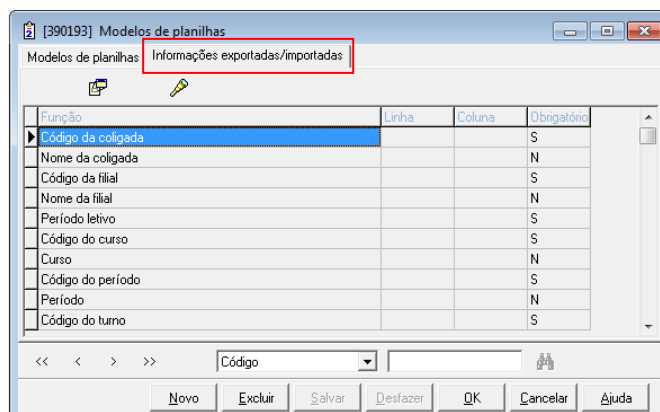 [390193] Modelos de planilhas
Modelos de planilhas Informações exportadas/importadas
Função Linha Coluna Obrigatório
Código da coligada S
Nome da coligada N
Código da filial S
Nome da filial N
Período letivo S
Código do curso S
Curso N
Código do período S
Período N
Código do turno S
<< < > >> Código
Novo Excluir Salvar Desfazer OK Cancelar Ajuda